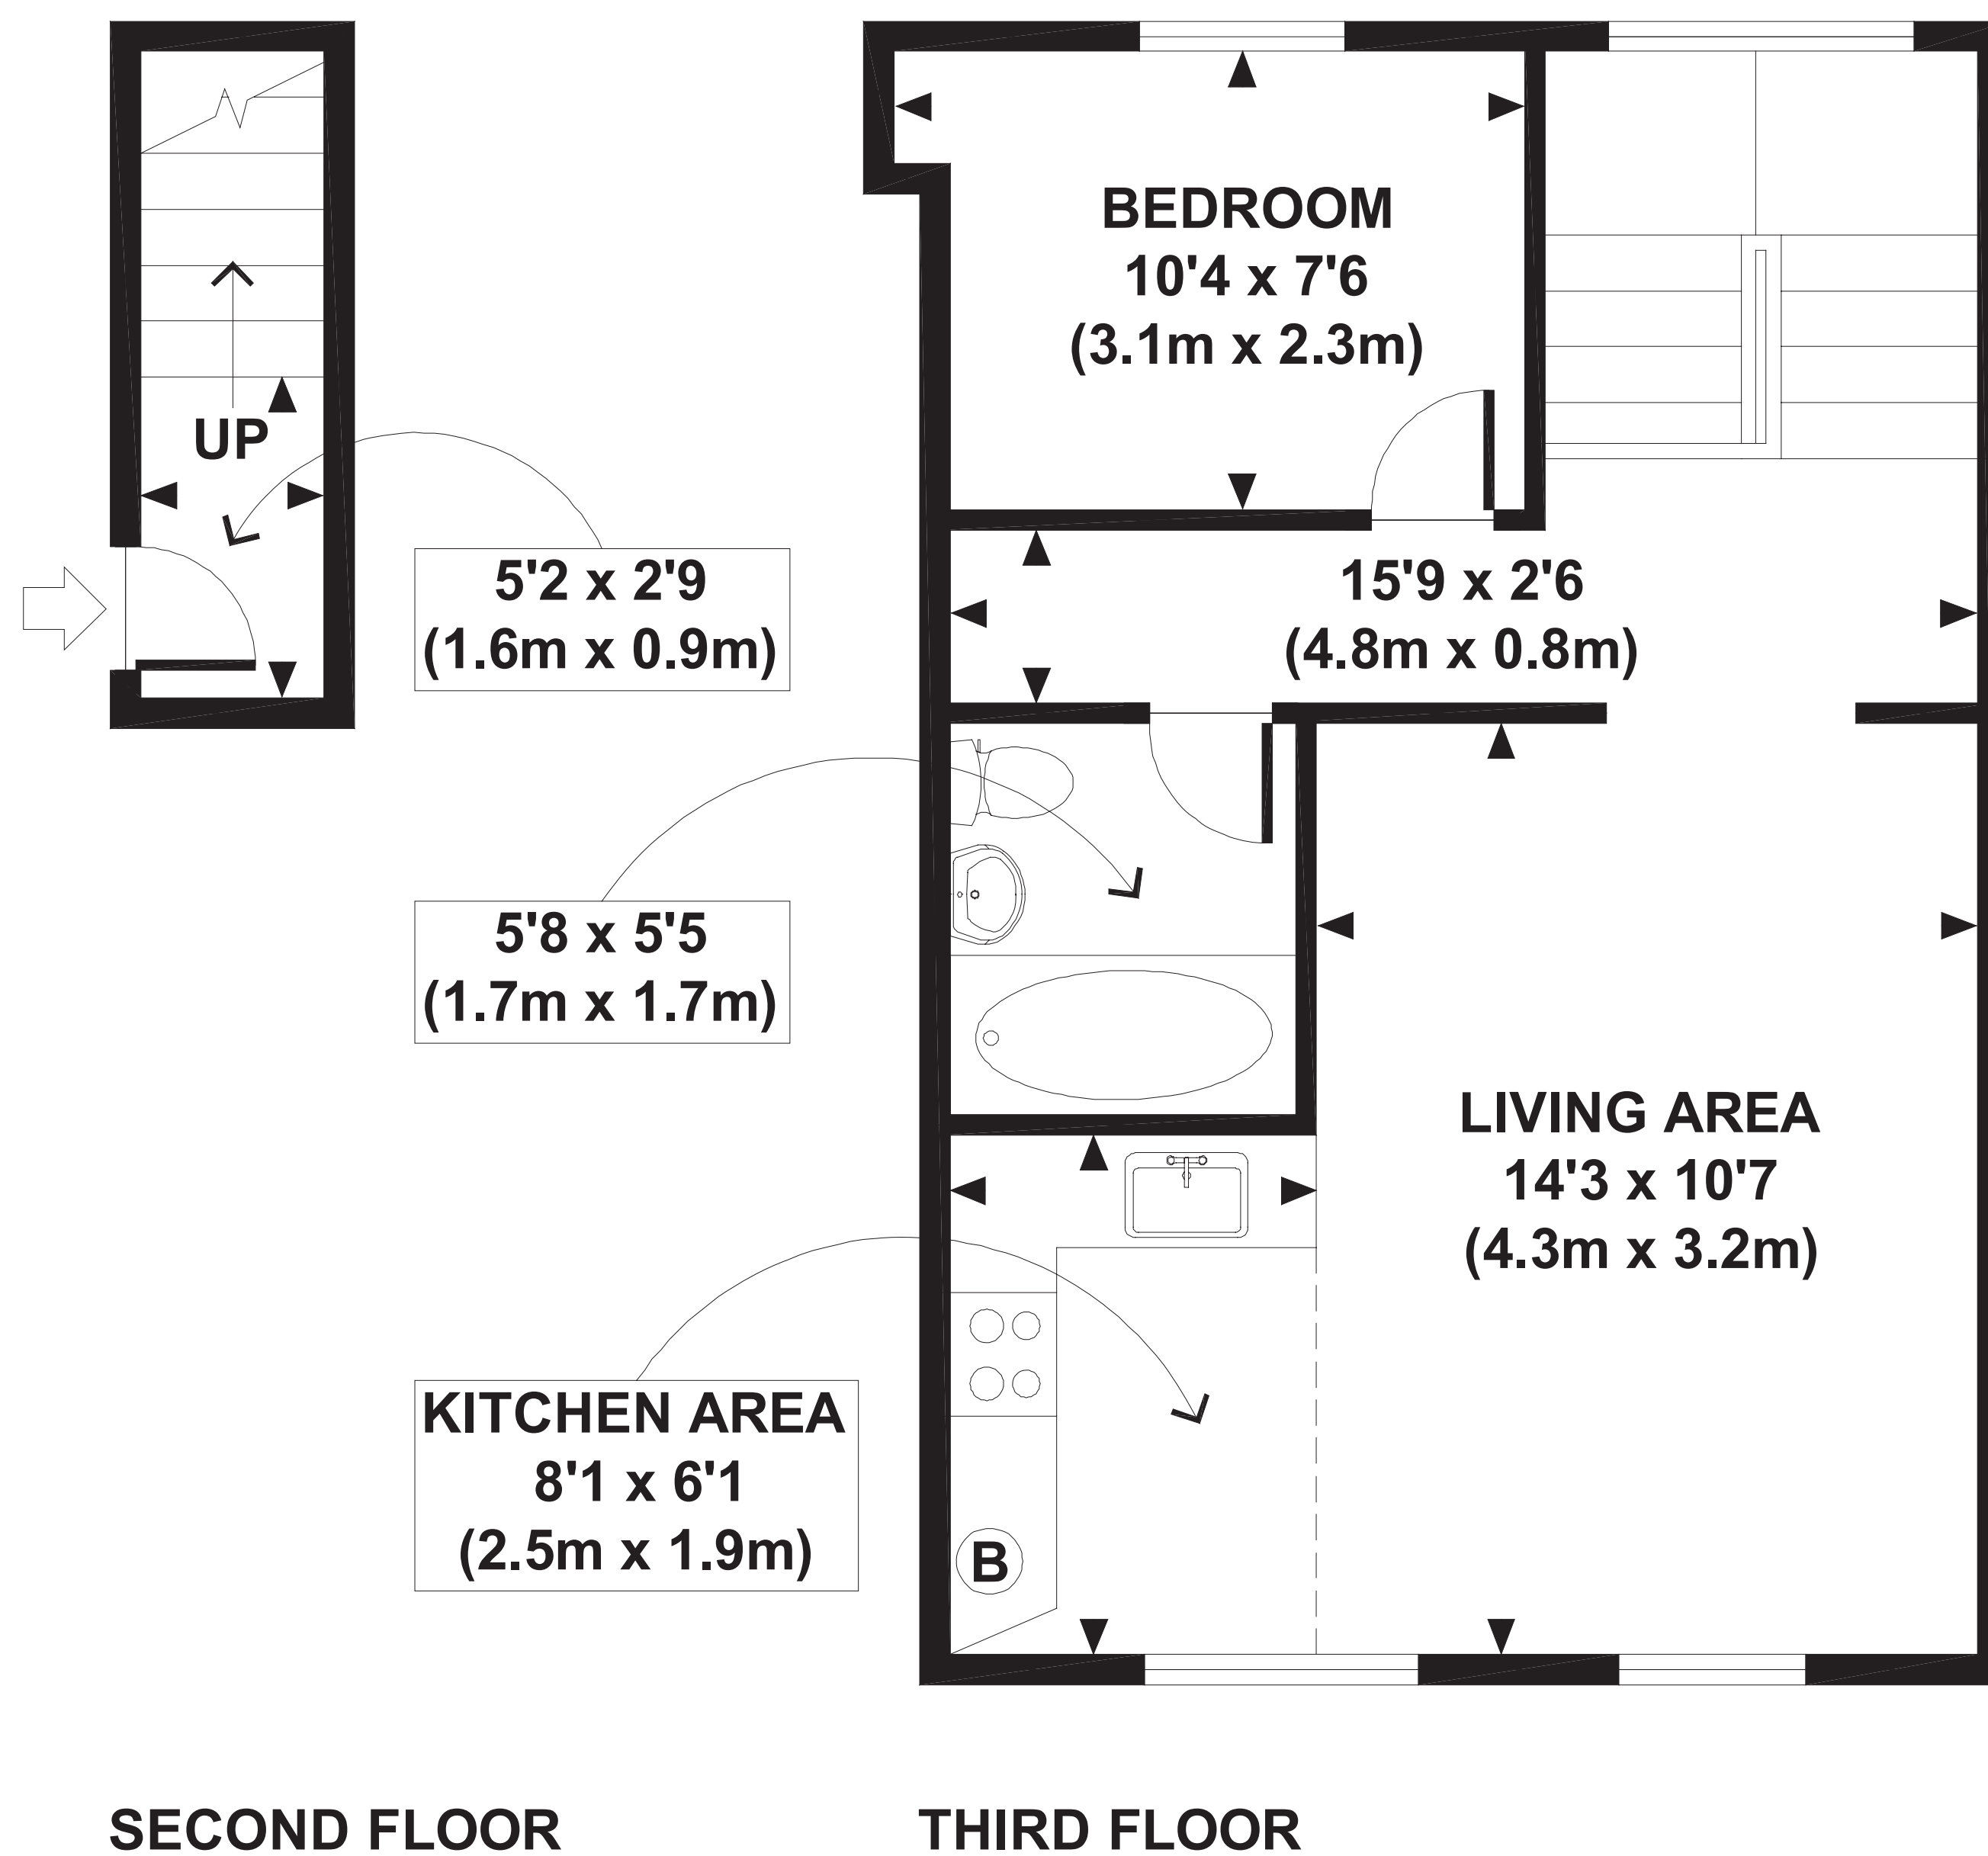 BEDROOM
10'4 x 7'6
(3.1m x 2.3m)
UP
5'2 x 2'9
(1.6m x 0.9m)
15'9 x 2'6
(4.8m x 0.8m)
5'8 x 5'5
(1.7m x 1.7m)
LIVING AREA
14'3 x 10'7
(4.3m x 3.2m)
KITCHEN AREA
8'1 x 6'1
(2.5m x 1.9m)
B
SECOND FLOOR
THIRD FLOOR